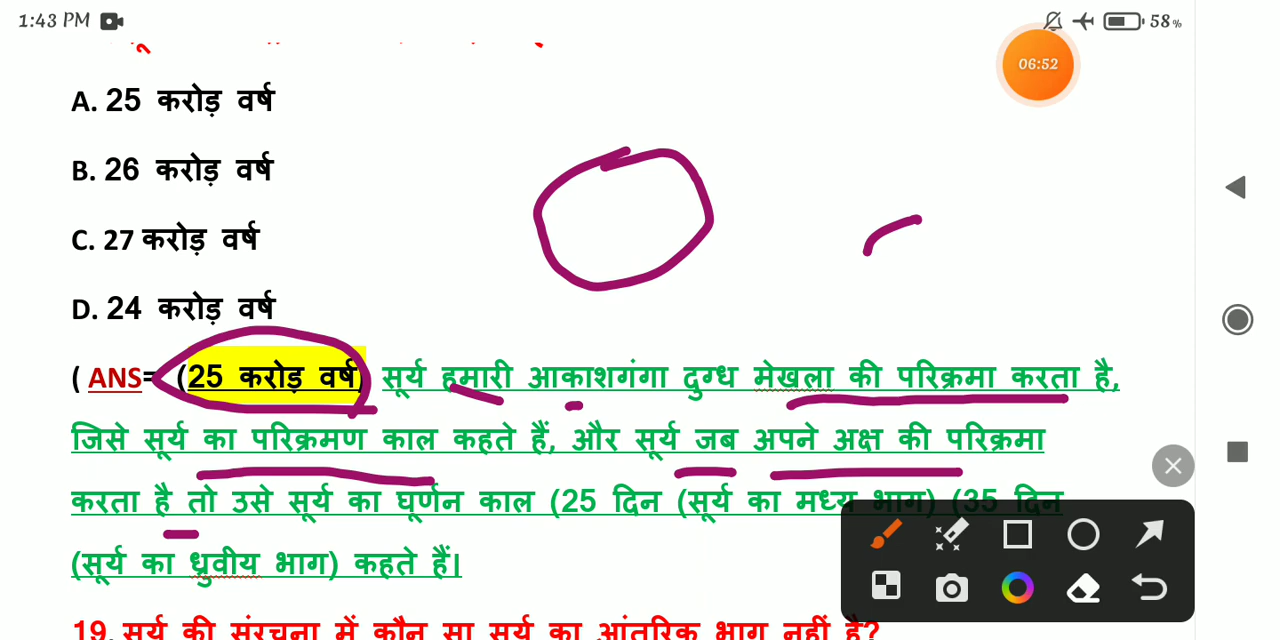 1:43 PM
58%
06:52
A. 25 करोड़ वर्ष
B. 26 करोड़ वर्ष
C. 27 करोड़ वर्ष
D. 24 करोड़ वर्ष
( ANS= (25 करोड़ वर्ष) सूर्य हमारी आकाशगंगा दुग्ध मेखला की परिक्रमा करता है,
जिसे सूर्य का परिक्रमण काल कहते हैं, और सूर्य जब अपने अक्ष की परिक्रमा
करता है तो उसे सूर्य का घूर्णन काल (25 दिन (सूर्य का मध्य भाग) (35 दिन
(सूर्य का ध्रुवीय भाग) कहते हैं।
19. सूर्य की संरचना में कौन सा सूर्य का आंतरिक भाग नहीं है?